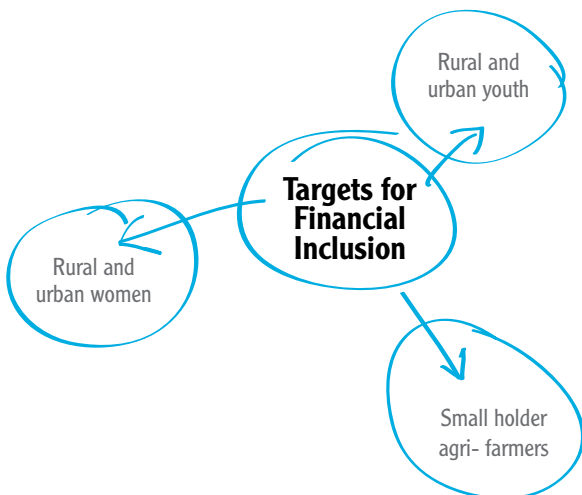 Rural and
urban youth
Targets for
Financial
Inclusion
Rural and
urban women
Small holder
agri- farmers